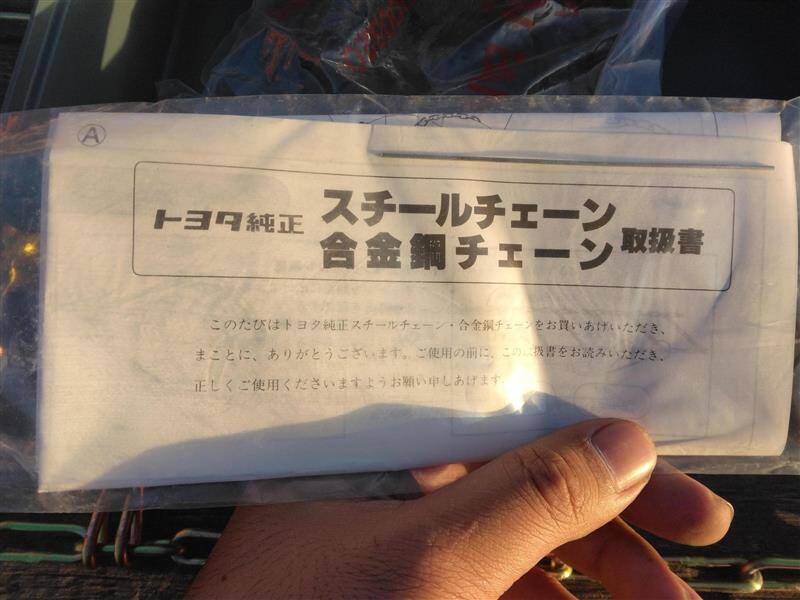 Ⓐ
トヨタ純正 スチールチェーン 合金鋼チェーン 取扱書
このたびはトヨタ純正スチールチェーン・合金鋼チェーンをお買いあげいただき、
まことに、ありがとうございます。ご使用の前に、この扱書をお読みいただき、
正しくご使用くださいますようお願い申しあげます